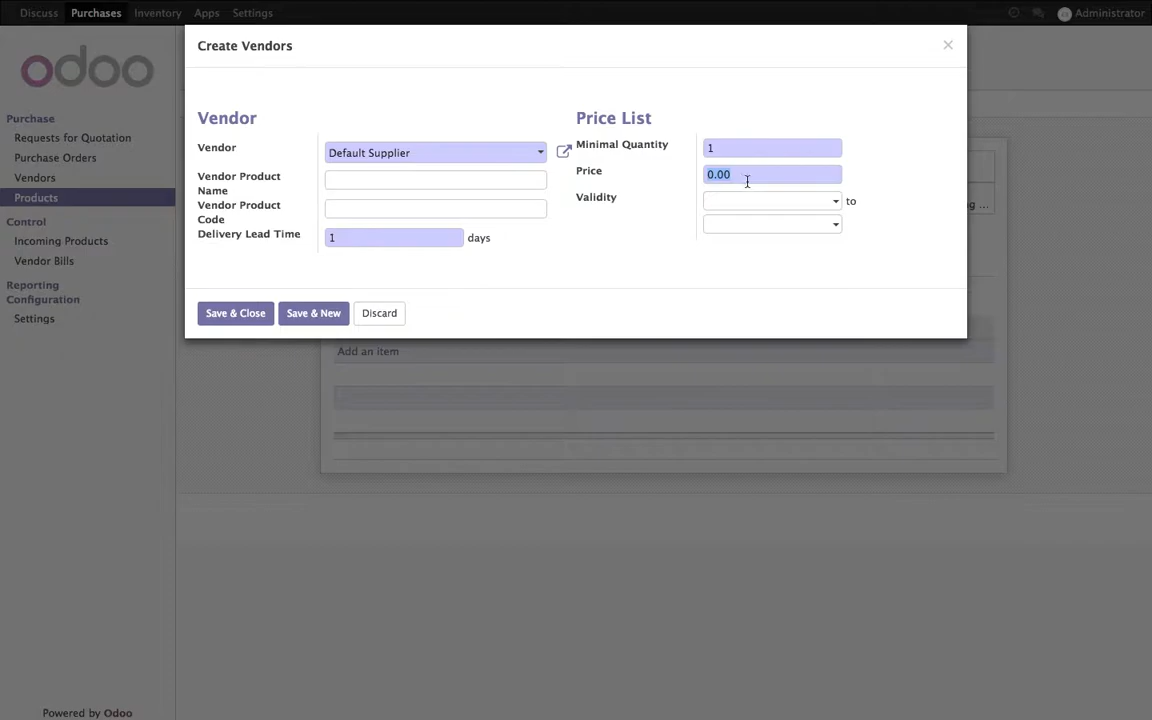 Discuss Purchases Inventory Apps Settings Administrator
odoo
Purchase
Requests for Quotation
Purchase Orders
Vendors
Products
Control
Incoming Products
Vendor Bills
Reporting
Configuration
Settings
Powered by Odoo
Create Vendors ×
Vendor
Vendor Default Supplier
Vendor Product
Name
Vendor Product
Code
Delivery Lead Time 1 days
Price List
Minimal Quantity 1
Price 0.00
Validity to
Save & Close Save & New Discard
Add an item